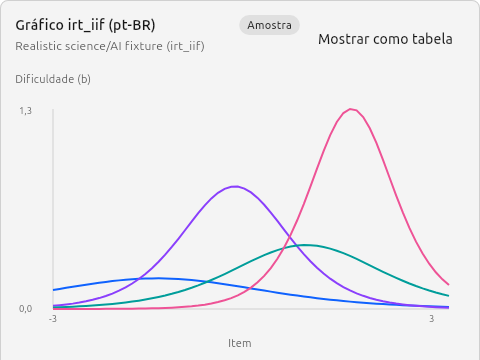 Gráfico irt_iif (pt-BR)
Amostra
Mostrar como tabela
Realistic science/AI fixture (irt_iif)
Dificuldade (b)
1,3
0,0
-3
3
Item